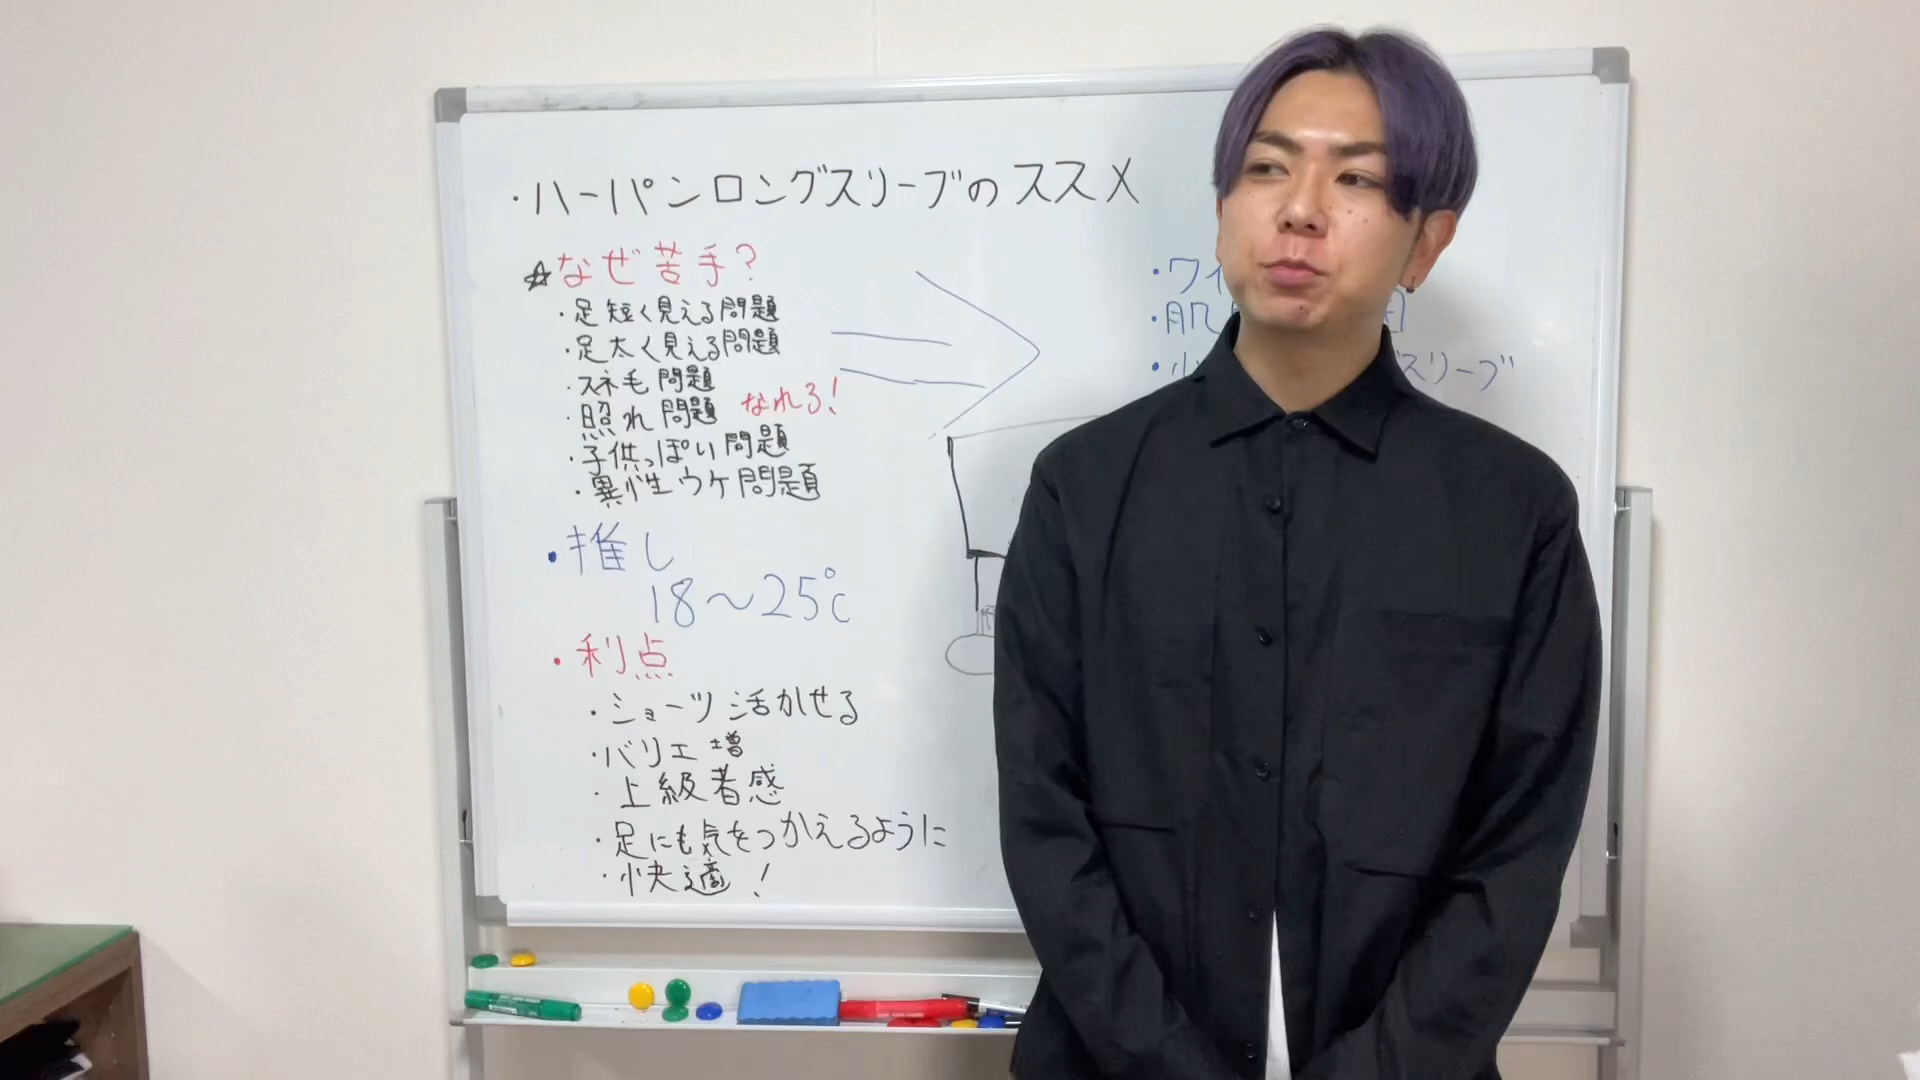 ・ハーパンロングスリーブのススメ
☆なぜ苦手?
・足短く見える問題
・足太く見える問題
・スネ毛問題
・照れ問題 なれろ!
・子供っぽい問題
・異性ウケ問題
・推し
18～25℃
・利点
・ショーツ活かせる
・バリエ増
・上級者感
・足にも気をつかえるように
・快適!
・ワイ
・肌
スリーブ